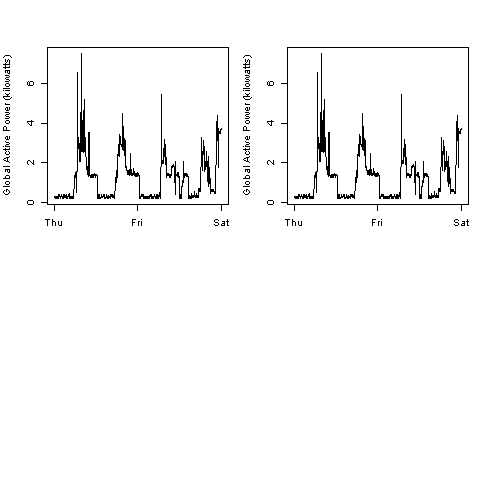 Global Active Power (kilowatts)
6
4
2
0
Thu
Fri
Sat
Global Active Power (kilowatts)
6
4
2
0
Thu
Fri
Sat